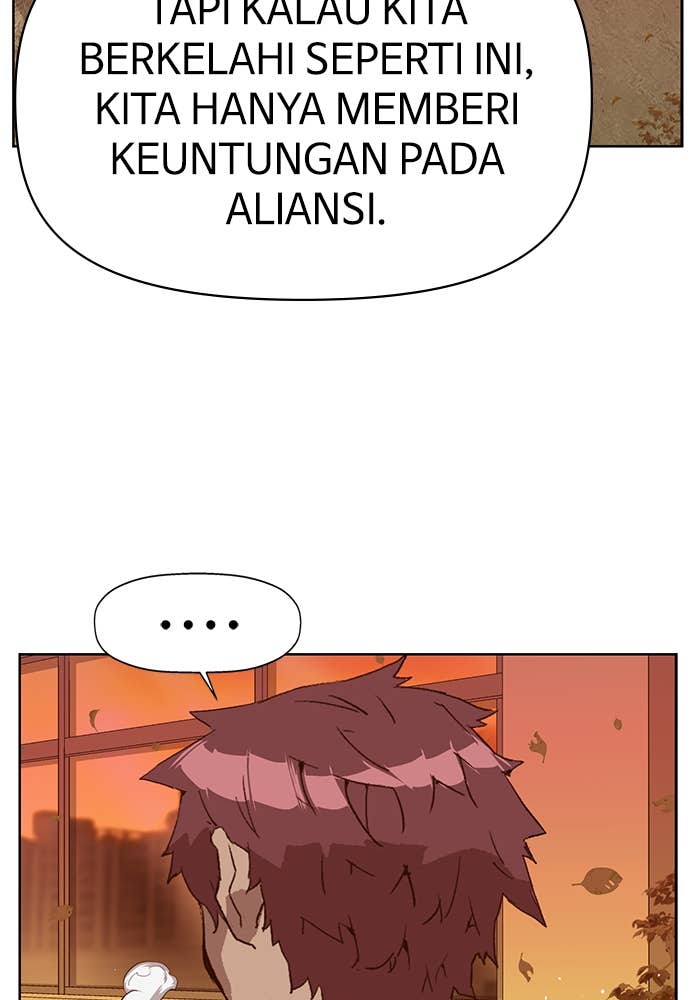 TAPI KALAU KITA
BERKELAHI SEPERTI INI,
KITA HANYA MEMBERI
KEUNTUNGAN PADA
ALIANSI.
....